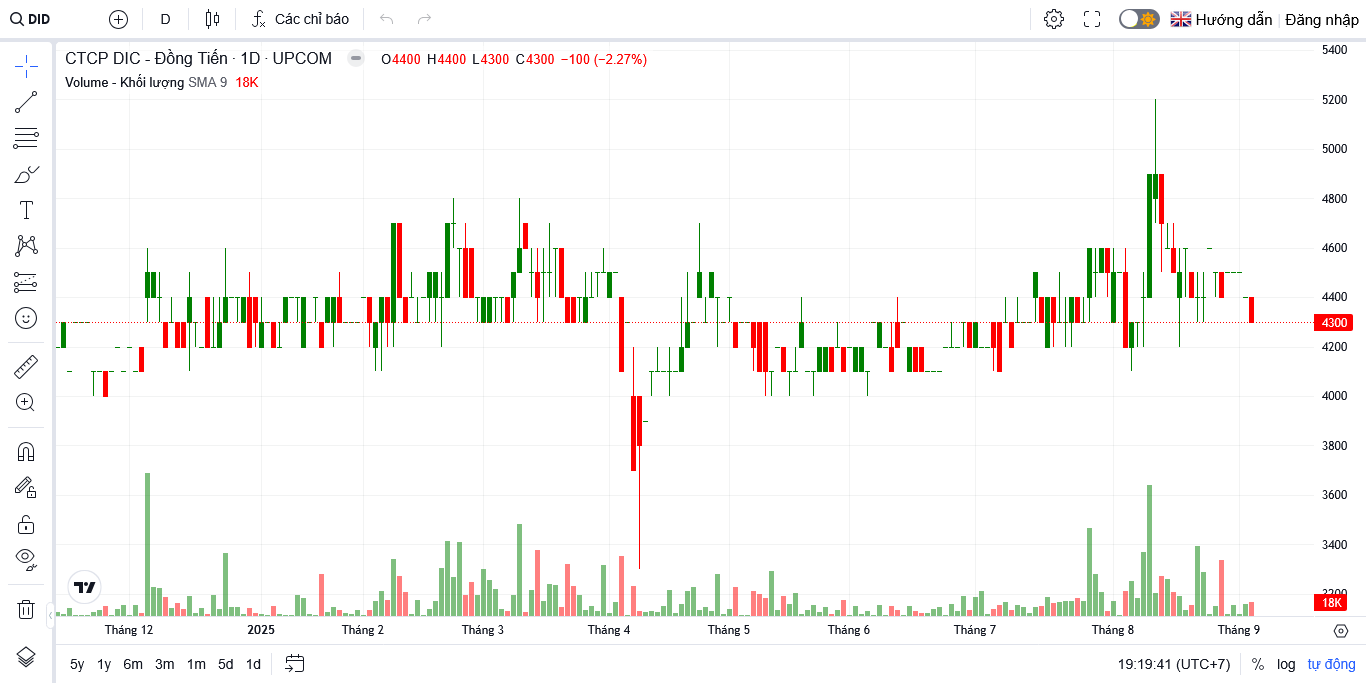 DID D Các chỉ báo Hướng dẫn Đăng nhập
CTCP DIC - Đồng Tiến · 1D · UPCOM O4400 H4400 L4300 C4300 −100 (−2.27%)
Volume - Khối lượng SMA 9 18K
5400
5200
5000
4800
4600
4400
4300
4200
4000
3800
3600
3400
3200
18K
Tháng 12 2025 Tháng 2 Tháng 3 Tháng 4 Tháng 5 Tháng 6 Tháng 7 Tháng 8 Tháng 9
5y 1y 6m 3m 1m 5d 1d 19:19:41 (UTC+7) % log tự động